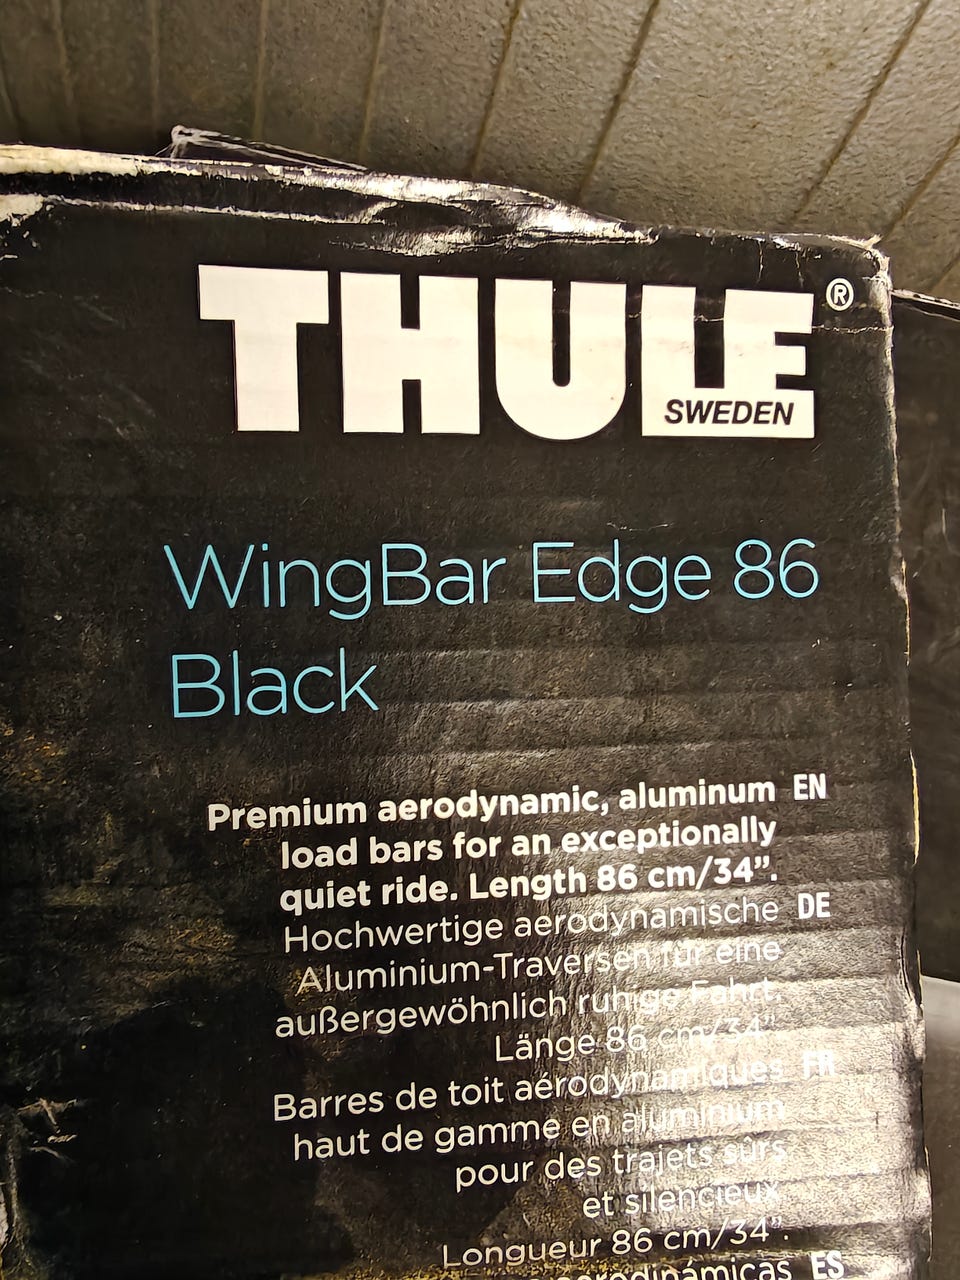 THULE®
SWEDEN
WingBar Edge 86
Black
Premium aerodynamic, aluminum EN
load bars for an exceptionally
quiet ride. Length 86 cm/34”.
Hochwertige aerodynamische DE
Aluminium-Traversen für eine
außergewöhnlich ruhige Fahrt.
Länge 86 cm/34”.
Barres de toit aérodynamiques FR
haut de gamme en aluminium
pour des trajets sûrs
et silencieux.
Longueur 86 cm/34”.
aerodinámicas ES